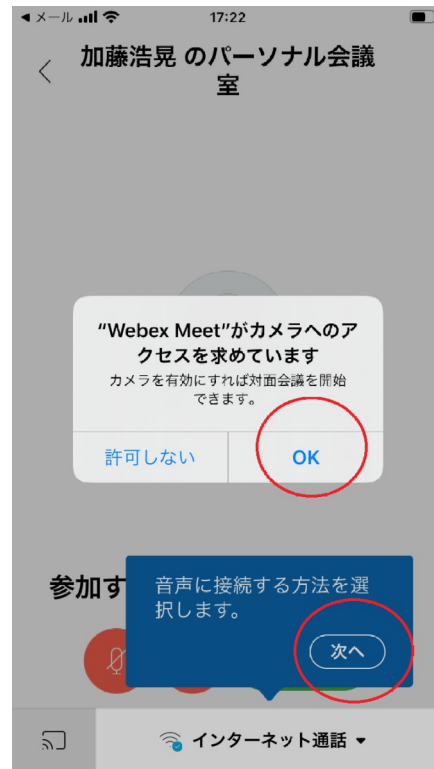 メール
17:22
加藤浩晃 のパーソナル会議
室
"Webex Meet"がカメラへのア
クセスを求めています
カメラを有効にすれば対面会議を開始
できます。
許可しない
OK
参加す
音声に接続する方法を選
択します。
次へ
インターネット通話